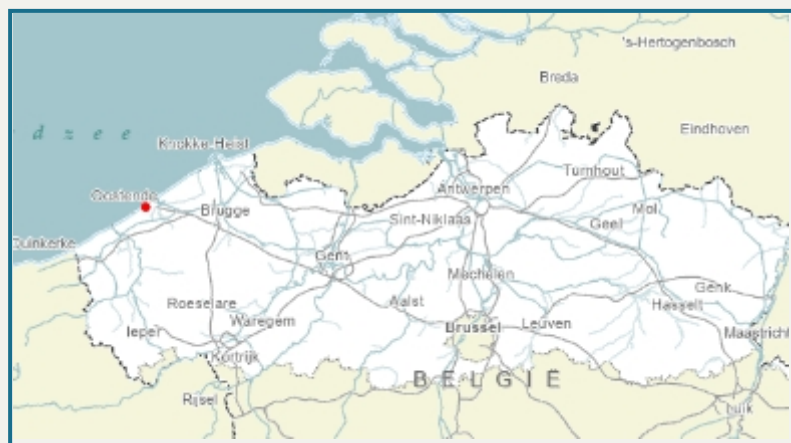 's-Hertogenbosch
Breda
Eindhoven
d z e e
Knokke-Heist
Turnhout
Oostende
Antwerpen
Mol
Brugge
Sint-Niklaas
Geel
Duinkerke
Gent
Mechelen
Genk
Roeselare
Aalst
Hasselt
Ieper
Waregem
Brussel
Leuven
Maastricht
Kortrijk
BELGIË
Rijsel
Luik